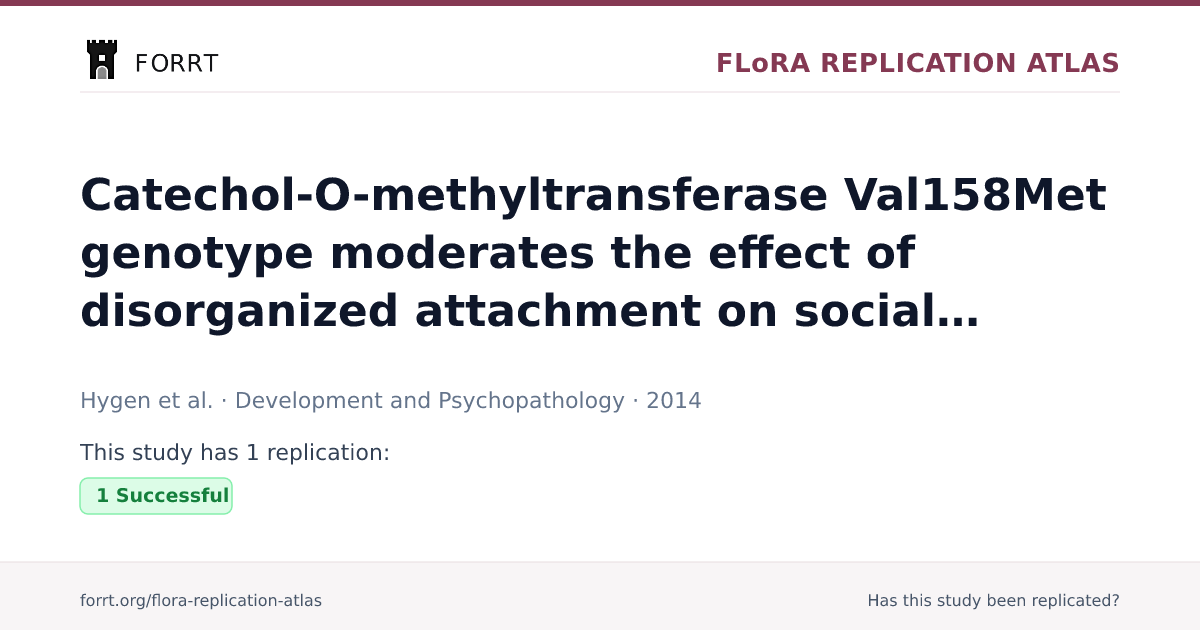 FORRT
FLoRA REPLICATION ATLAS
Catechol-O-methyltransferase Val158Met
genotype moderates the effect of
disorganized attachment on social…
Hygen et al. · Development and Psychopathology · 2014
This study has 1 replication:
1 Successful
forrt.org/flora-replication-atlas
Has this study been replicated?